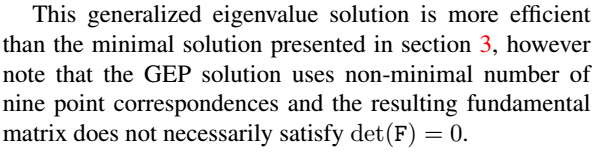 This generalized eigenvalue solution is more efficient
than the minimal solution presented in section 3, however
note that the GEP solution uses non-minimal number of
nine point correspondences and the resulting fundamental
matrix does not necessarily satisfy det(F) = 0.